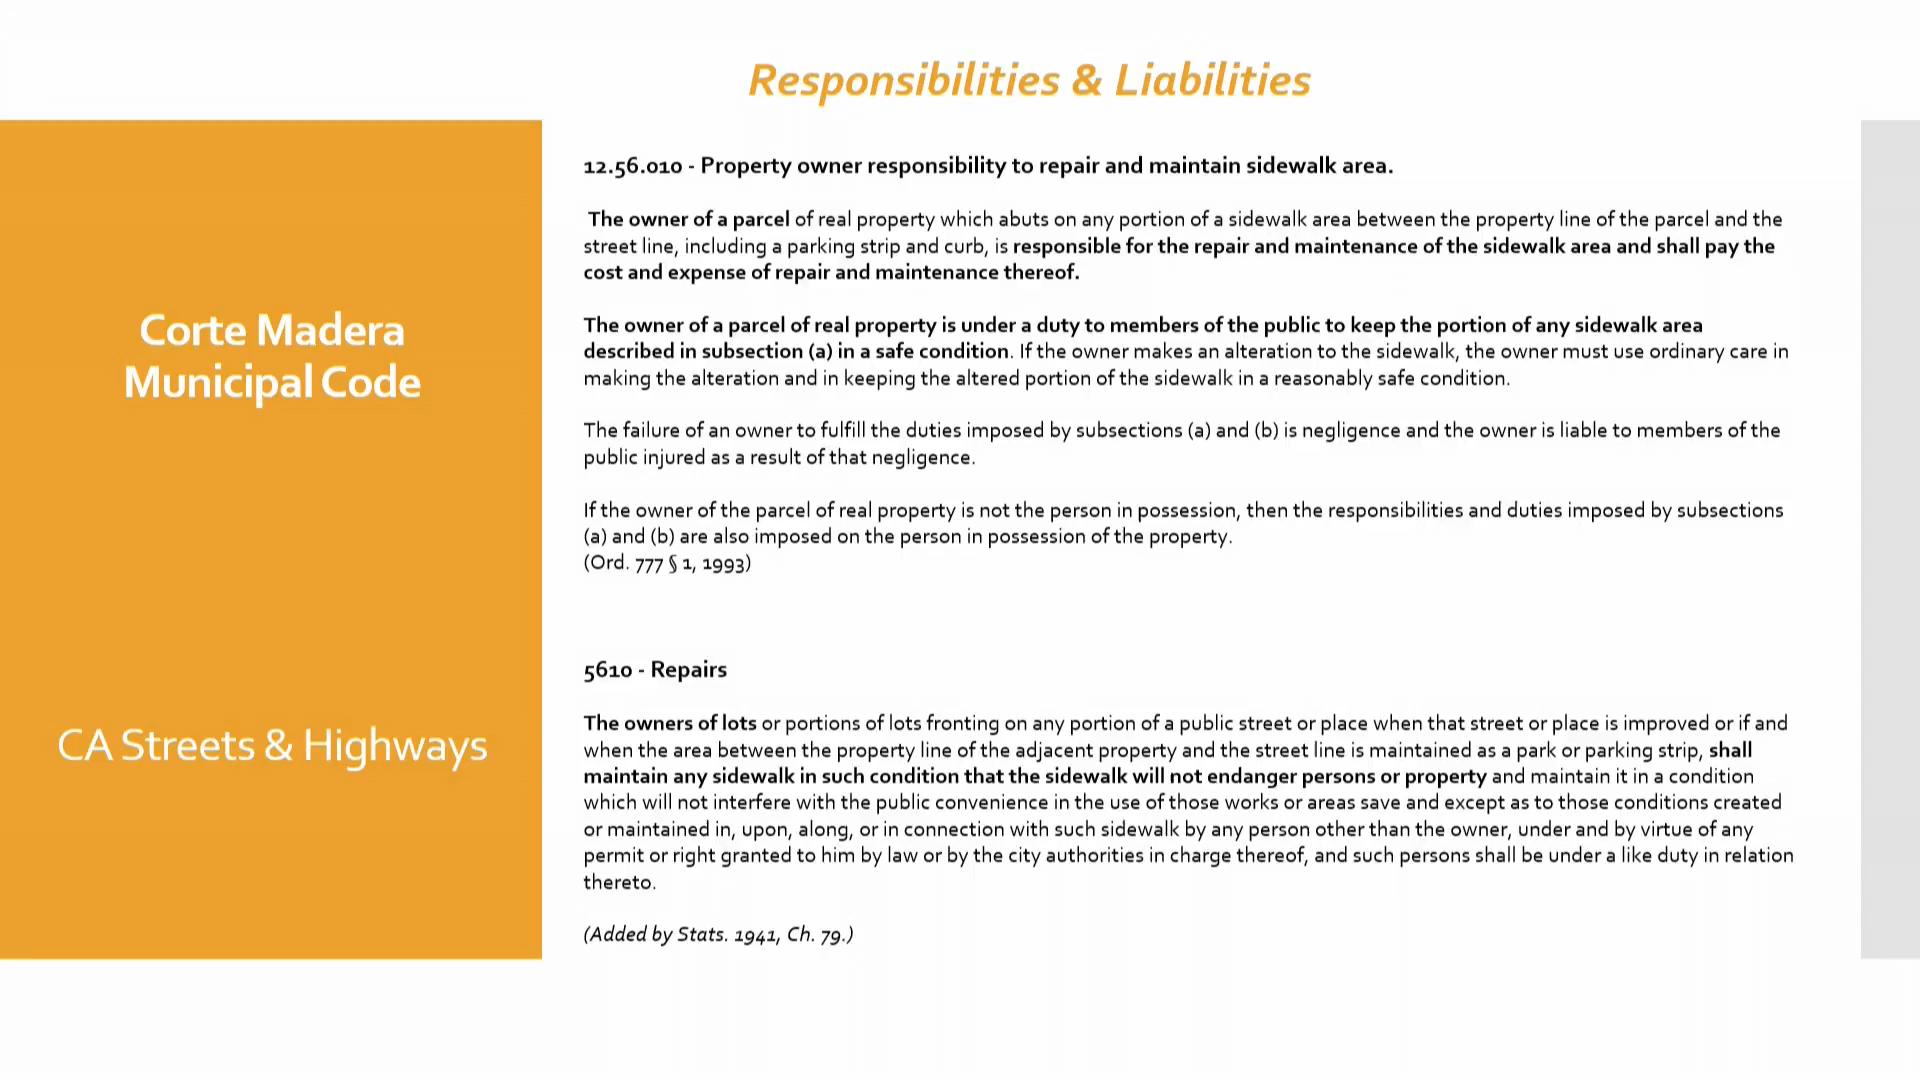 Responsibilities & Liabilities
Corte Madera
Municipal Code
12.56.010 - Property owner responsibility to repair and maintain sidewalk area.
The owner of a parcel of real property which abuts on any portion of a sidewalk area between the property line of the parcel and the
street line, including a parking strip and curb, is responsible for the repair and maintenance of the sidewalk area and shall pay the
cost and expense of repair and maintenance thereof.
The owner of a parcel of real property is under a duty to members of the public to keep the portion of any sidewalk area
described in subsection (a) in a safe condition. If the owner makes an alteration to the sidewalk, the owner must use ordinary care in
making the alteration and in keeping the altered portion of the sidewalk in a reasonably safe condition.
The failure of an owner to fulfill the duties imposed by subsections (a) and (b) is negligence and the owner is liable to members of the
public injured as a result of that negligence.
If the owner of the parcel of real property is not the person in possession, then the responsibilities and duties imposed by subsections
(a) and (b) are also imposed on the person in possession of the property.
(Ord. 777 § 1, 1993)
CA Streets & Highways
5610 - Repairs
The owners of lots or portions of lots fronting on any portion of a public street or place when that street or place is improved or if and
when the area between the property line of the adjacent property and the street line is maintained as a park or parking strip, shall
maintain any sidewalk in such condition that the sidewalk will not endanger persons or property and maintain it in a condition
which will not interfere with the public convenience in the use of those works or areas save and except as to those conditions created
or maintained in, upon, along, or in connection with such sidewalk by any person other than the owner, under and by virtue of any
permit or right granted to him by law or by the city authorities in charge thereof, and such persons shall be under a like duty in relation
thereto.
(Added by Stats. 1941, Ch. 79.)